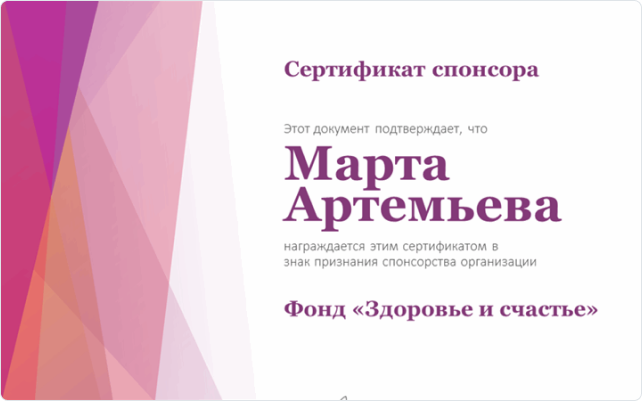 Сертификат спонсора
Этот документ подтверждает, что
Марта
Артемьева
награждается этим сертификатом в
знак признания спонсорства организации
Фонд «Здоровье и счастье»